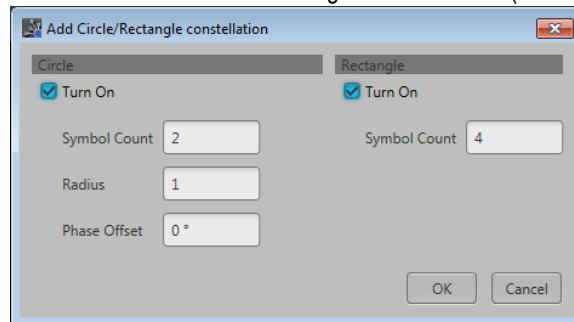 Add Circle/Rectangle constellation
Circle
Turn On
Symbol Count 2
Radius 1
Phase Offset 0 °
Rectangle
Turn On
Symbol Count 4
OK Cancel